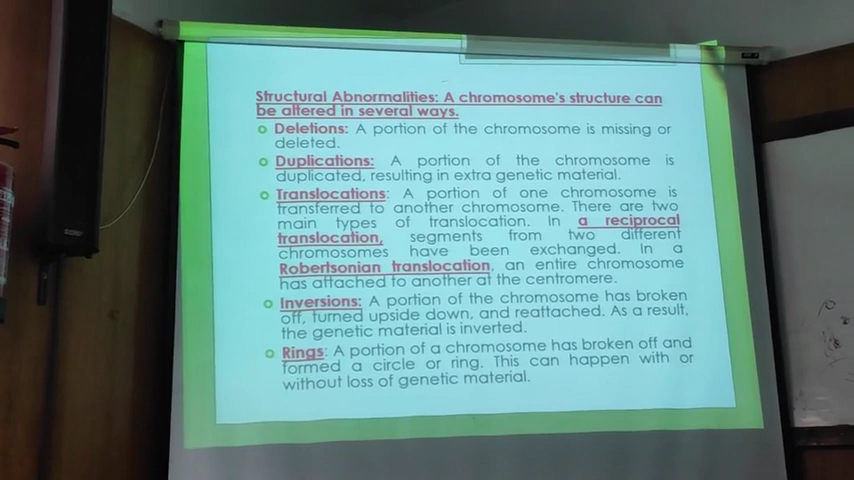 Structural Abnormalities: A chromosome's structure can
be altered in several ways.
Deletions: A portion of the chromosome is missing or
deleted.
Duplications: A portion of the chromosome is
duplicated, resulting in extra genetic material.
Translocations: A portion of one chromosome is
transferred to another chromosome. There are two
main types of translocation. In a reciprocal
translocation, segments from two different
chromosomes have been exchanged. In a
Robertsonian translocation, an entire chromosome
has attached to another at the centromere.
Inversions: A portion of the chromosome has broken
off, turned upside down, and reattached. As a result,
the genetic material is inverted.
Rings: A portion of a chromosome has broken off and
formed a circle or ring. This can happen with or
without loss of genetic material.